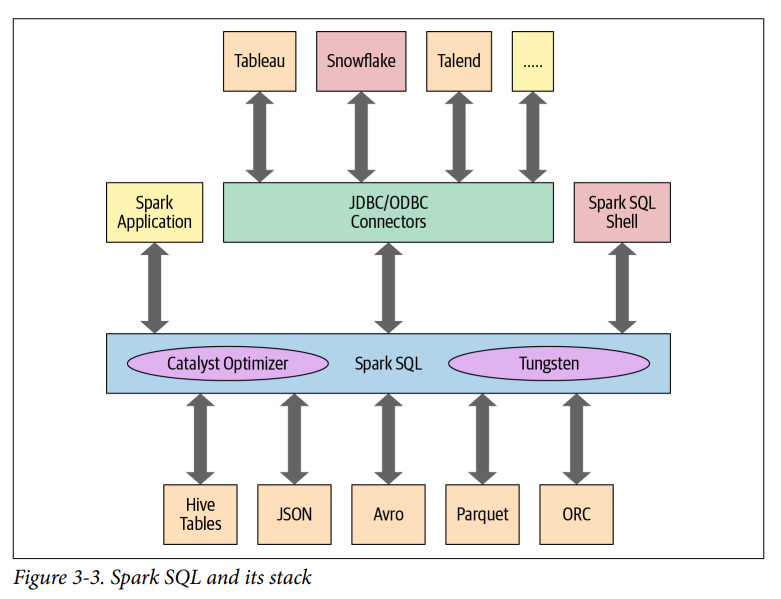 Tableau
Snowflake
Talend
.....
Spark
Application
JDBC/ODBC
Connectors
Spark SQL
Shell
Catalyst Optimizer
Spark SQL
Tungsten
Hive
Tables
JSON
Avro
Parquet
ORC
Figure 3-3. Spark SQL and its stack